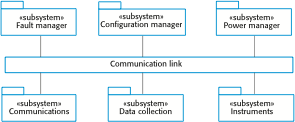 «subsystem»
Fault manager
«subsystem»
Configuration manager
«subsystem»
Power manager
Communication link
«subsystem»
Communications
«subsystem»
Data collection
«subsystem»
Instruments